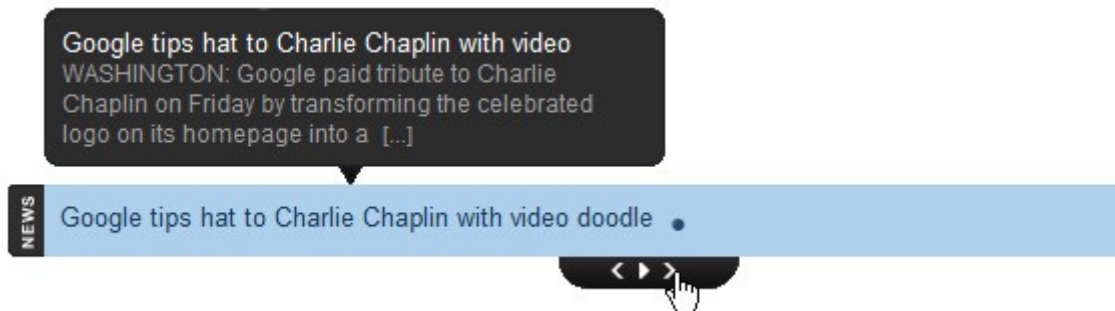 Google tips hat to Charlie Chaplin with video
WASHINGTON: Google paid tribute to Charlie
Chaplin on Friday by transforming the celebrated
logo on its homepage into a [...]
NEWS
Google tips hat to Charlie Chaplin with video doodle